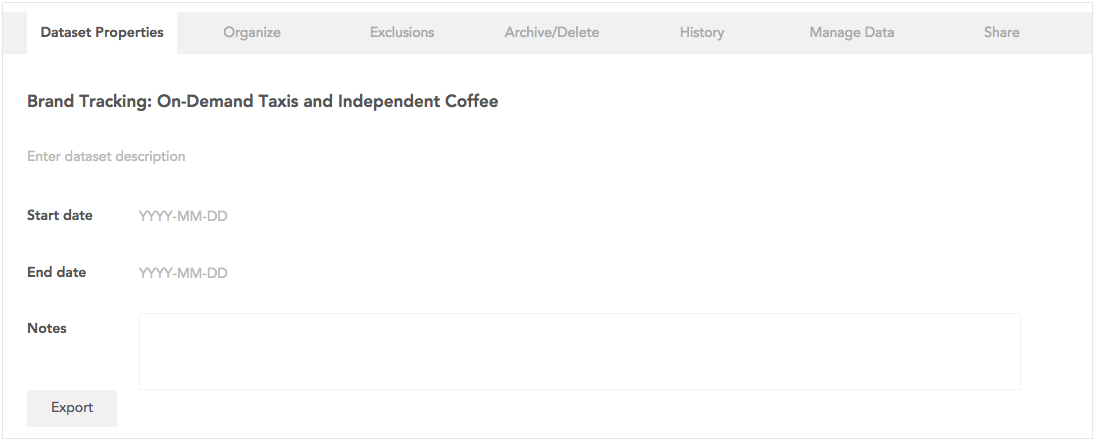 Dataset Properties Organize Exclusions Archive/Delete History Manage Data Share
Brand Tracking: On-Demand Taxis and Independent Coffee
Enter dataset description
Start date YYYY-MM-DD
End date YYYY-MM-DD
Notes
Export